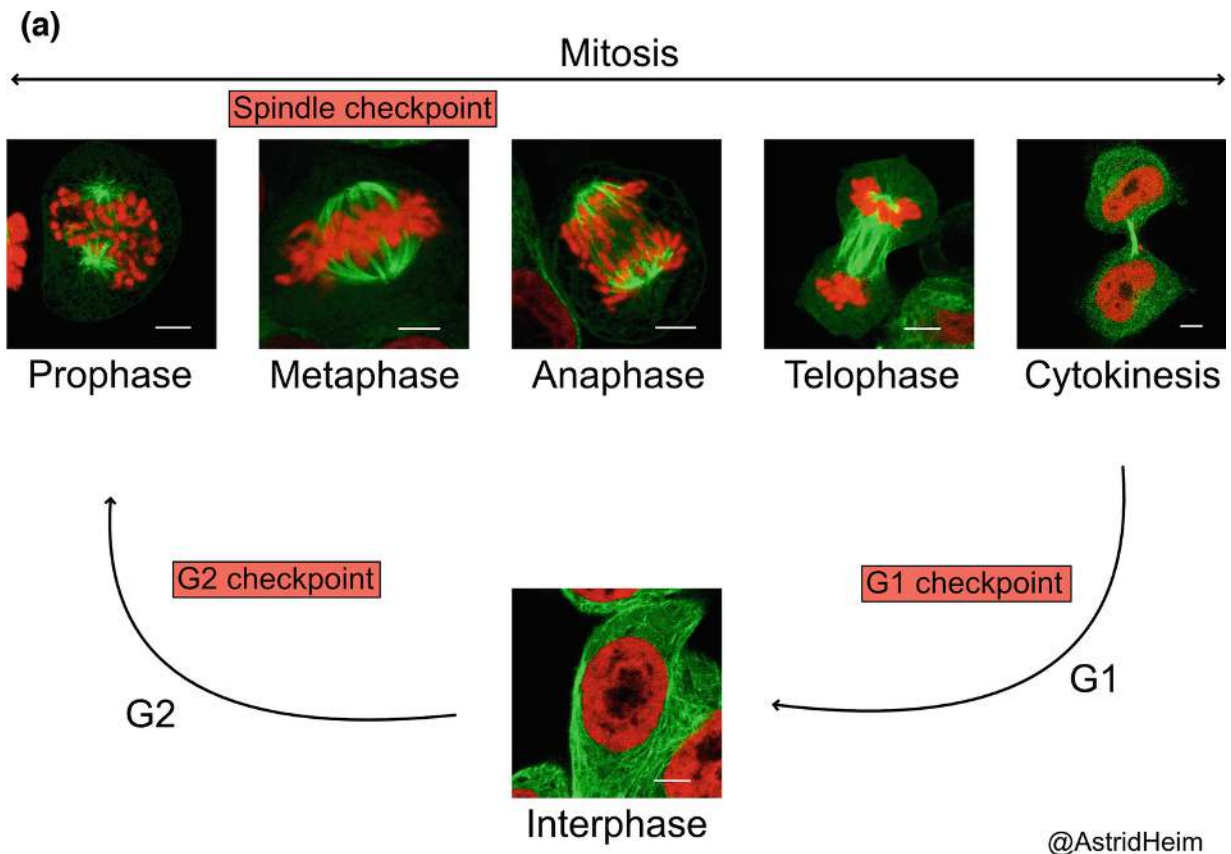 (a)
Mitosis
Spindle checkpoint
Prophase
Metaphase
Anaphase
Telophase
Cytokinesis
G2 checkpoint
G1 checkpoint
G2
G1
Interphase
@AstridHeim